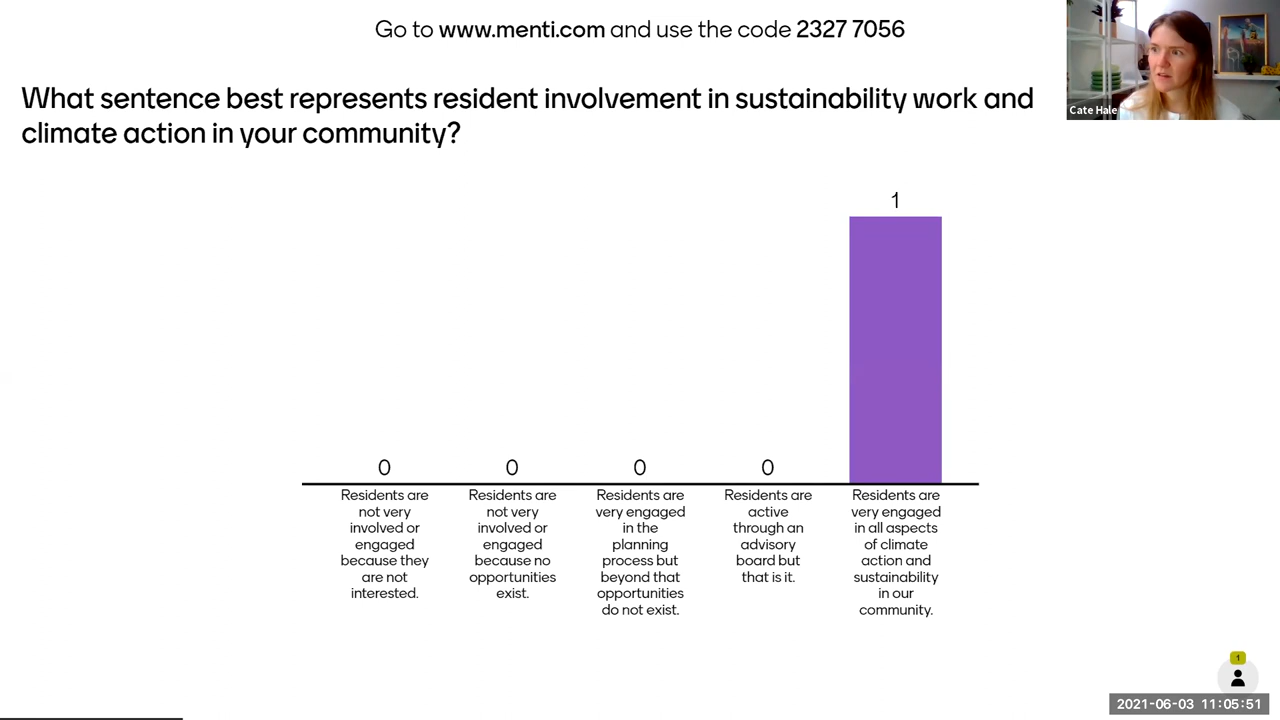 Go to www.menti.com and use the code 2327 7056
Cate Hale
What sentence best represents resident involvement in sustainability work and
climate action in your community?
0
0
0
0
1
Residents are
not very
involved or
engaged
because they
are not
interested.
Residents are
not very
involved or
engaged
because no
opportunities
exist.
Residents are
very engaged
in the
planning
process but
beyond that
opportunities
do not exist.
Residents are
active
through an
advisory
board but
that is it.
Residents are
very engaged
in all aspects
of climate
action and
sustainability
in our
community.
1
2021-06-03 11:05:51